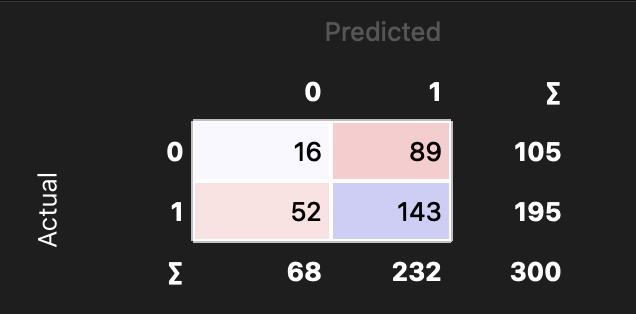 Predicted
0 1 Σ
0 16 89 105
Actual
1 52 143 195
Σ 68 232 300